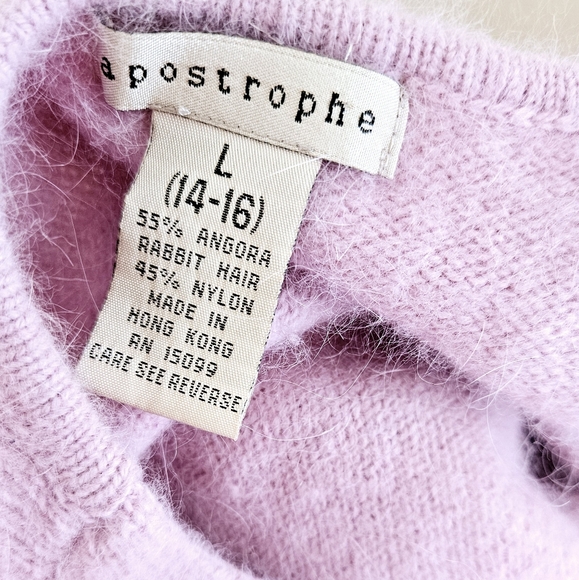 apostrophe
L
(14-16)
55% ANGORA
RABBIT HAIR
45% NYLON
MADE IN
HONG KONG
RN 15099
CARE SEE REVERSE